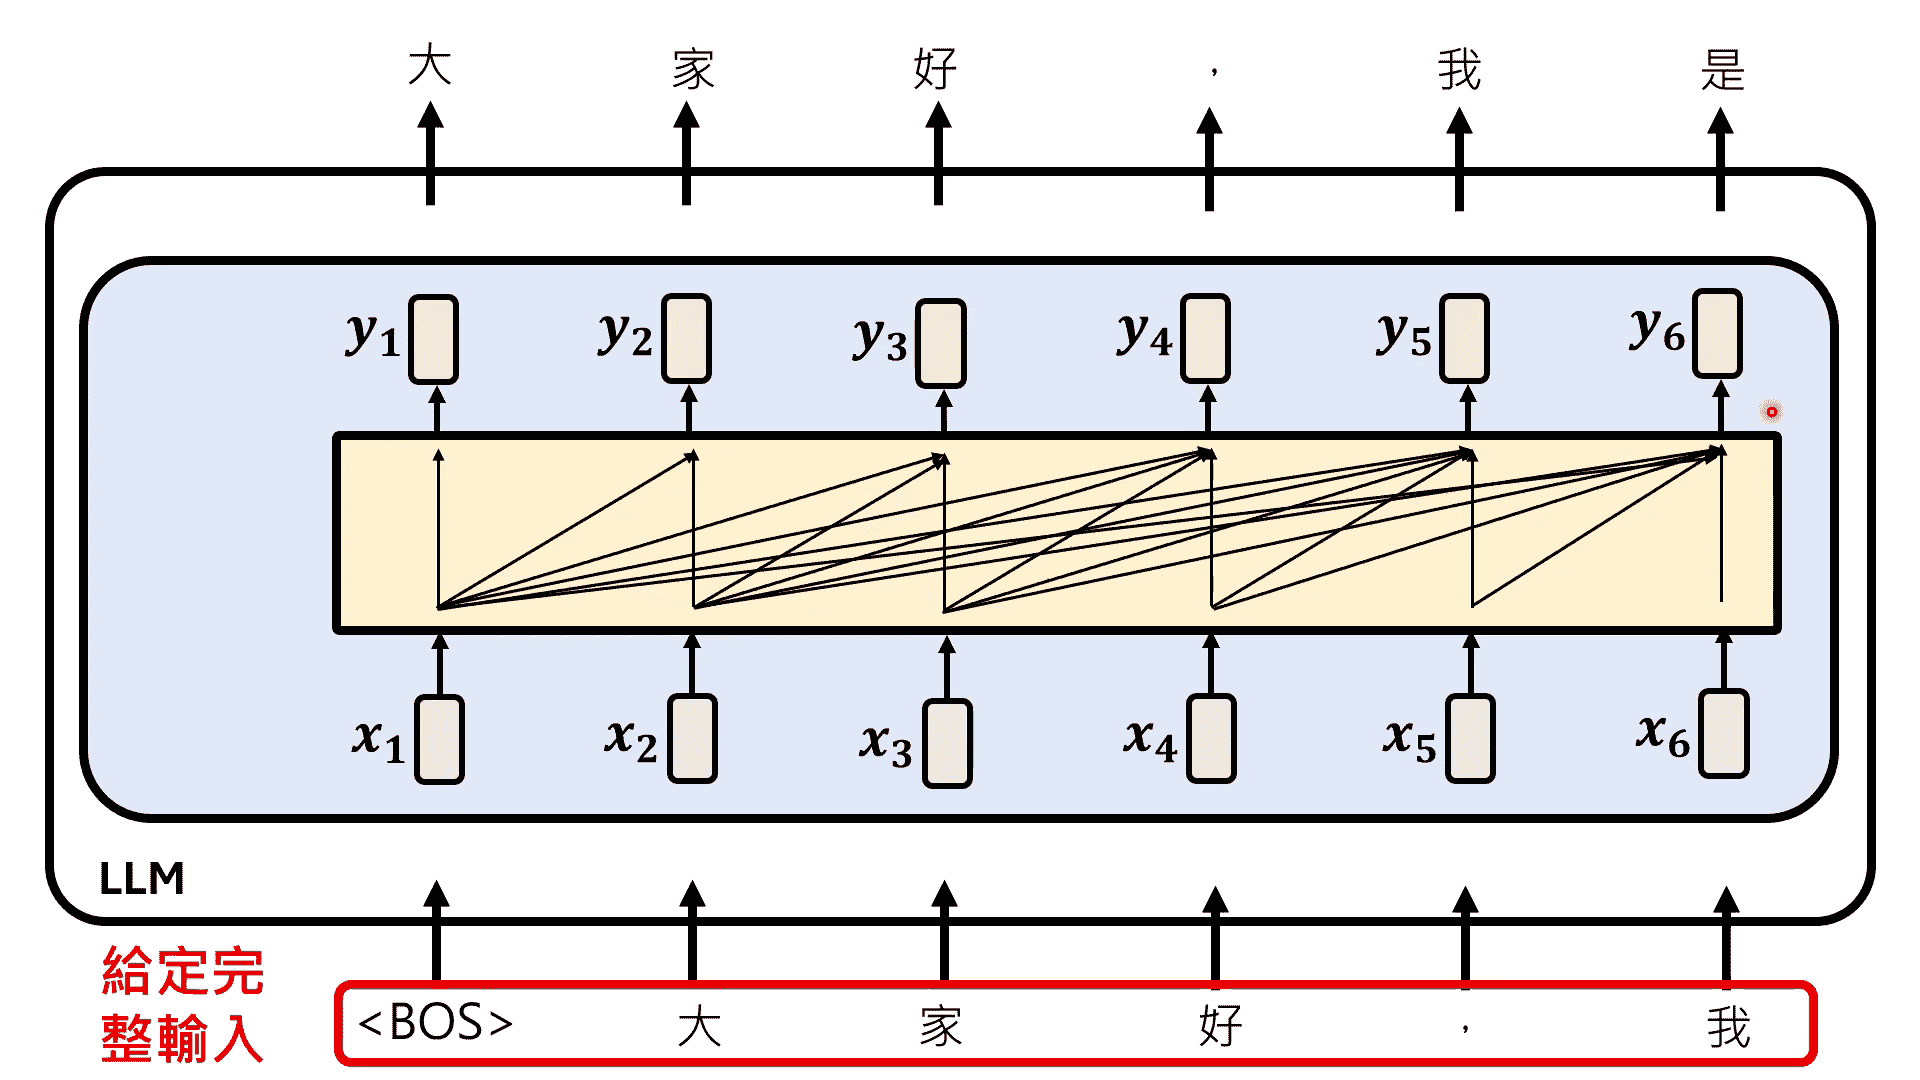 大 家 好 , 我 是
y1 y2 y3 y4 y5 y6
x1 x2 x3 x4 x5 x6
LLM
給定完
整輸入
<BOS> 大 家 好 , 我